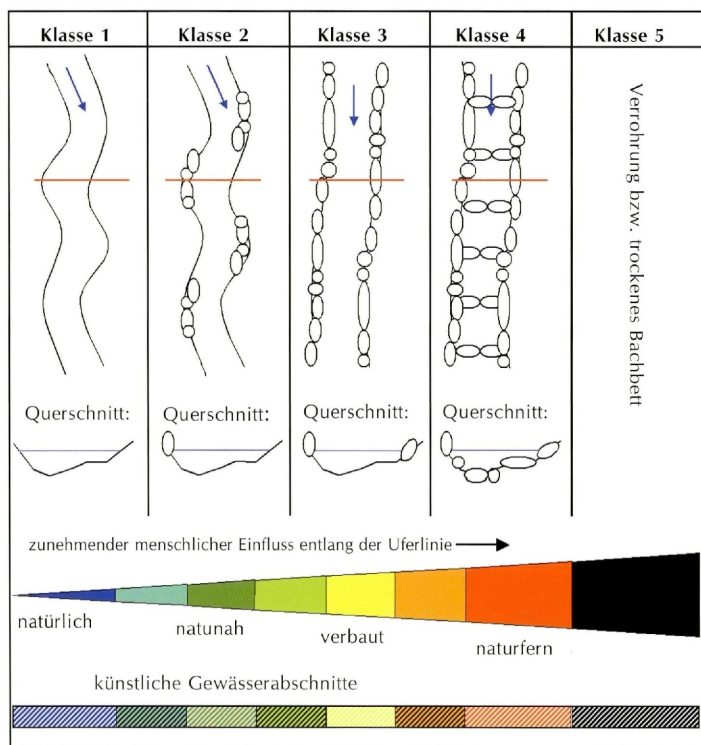 Klasse 1
Klasse 2
Klasse 3
Klasse 4
Klasse 5
Verrohrung bzw. trockenes Bachbett
Querschnitt:
Querschnitt:
Querschnitt:
Querschnitt:
zunehmender menschlicher Einfluss entlang der Uferlinie
natürlich
natunah
verbaut
naturfern
künstliche Gewässerabschnitte